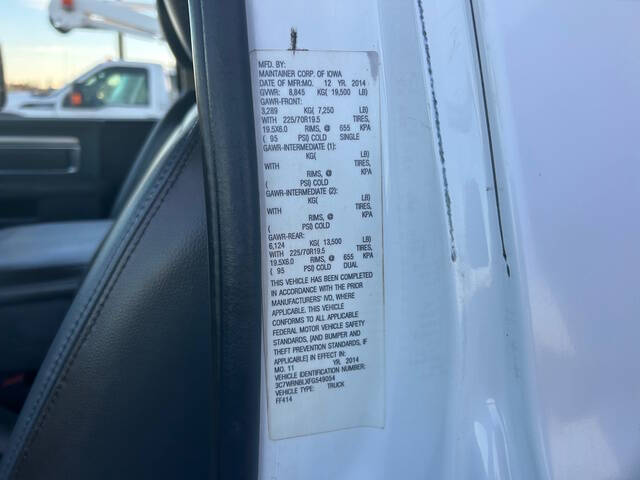 MFD. BY:
MAINTAINER CORP. OF IOWA
DATE OF MFR: MO. 12 YR. 2014
GVWR: 8,845 KG( 19,500 LB)
GAWR-FRONT:
3,289 KG( 7,250 LB)
WITH 225/70R19.5 TIRES,
19.5X6.0 RIMS, @ 655 KPA
( 95 PSI) COLD SINGLE
GAWR-INTERMEDIATE (1):
KG( LB)
WITH TIRES,
RIMS, @ KPA
( PSI) COLD
GAWR-INTERMEDIATE (2):
KG( LB)
WITH TIRES,
RIMS, @ KPA
( PSI) COLD
GAWR-REAR:
6,124 KG( 13,500 LB)
WITH 225/70R19.5 TIRES,
19.5X6.0 RIMS, @ 655 KPA
( 95 PSI) COLD DUAL
THIS VEHICLE HAS BEEN COMPLETED
IN ACCORDANCE WITH THE PRIOR
MANUFACTURERS' IVD, WHERE
APPLICABLE. THIS VEHICLE
CONFORMS TO ALL APPLICABLE
FEDERAL MOTOR VEHICLE SAFETY
STANDARDS, [AND BUMPER AND
THEFT PREVENTION STANDARDS, IF
APPLICABLE] IN EFFECT IN:
MO. 11 YR. 2014
VEHICLE IDENTIFICATION NUMBER:
3C7WRNBLXFG549054
VEHICLE TYPE: TRUCK
FF414